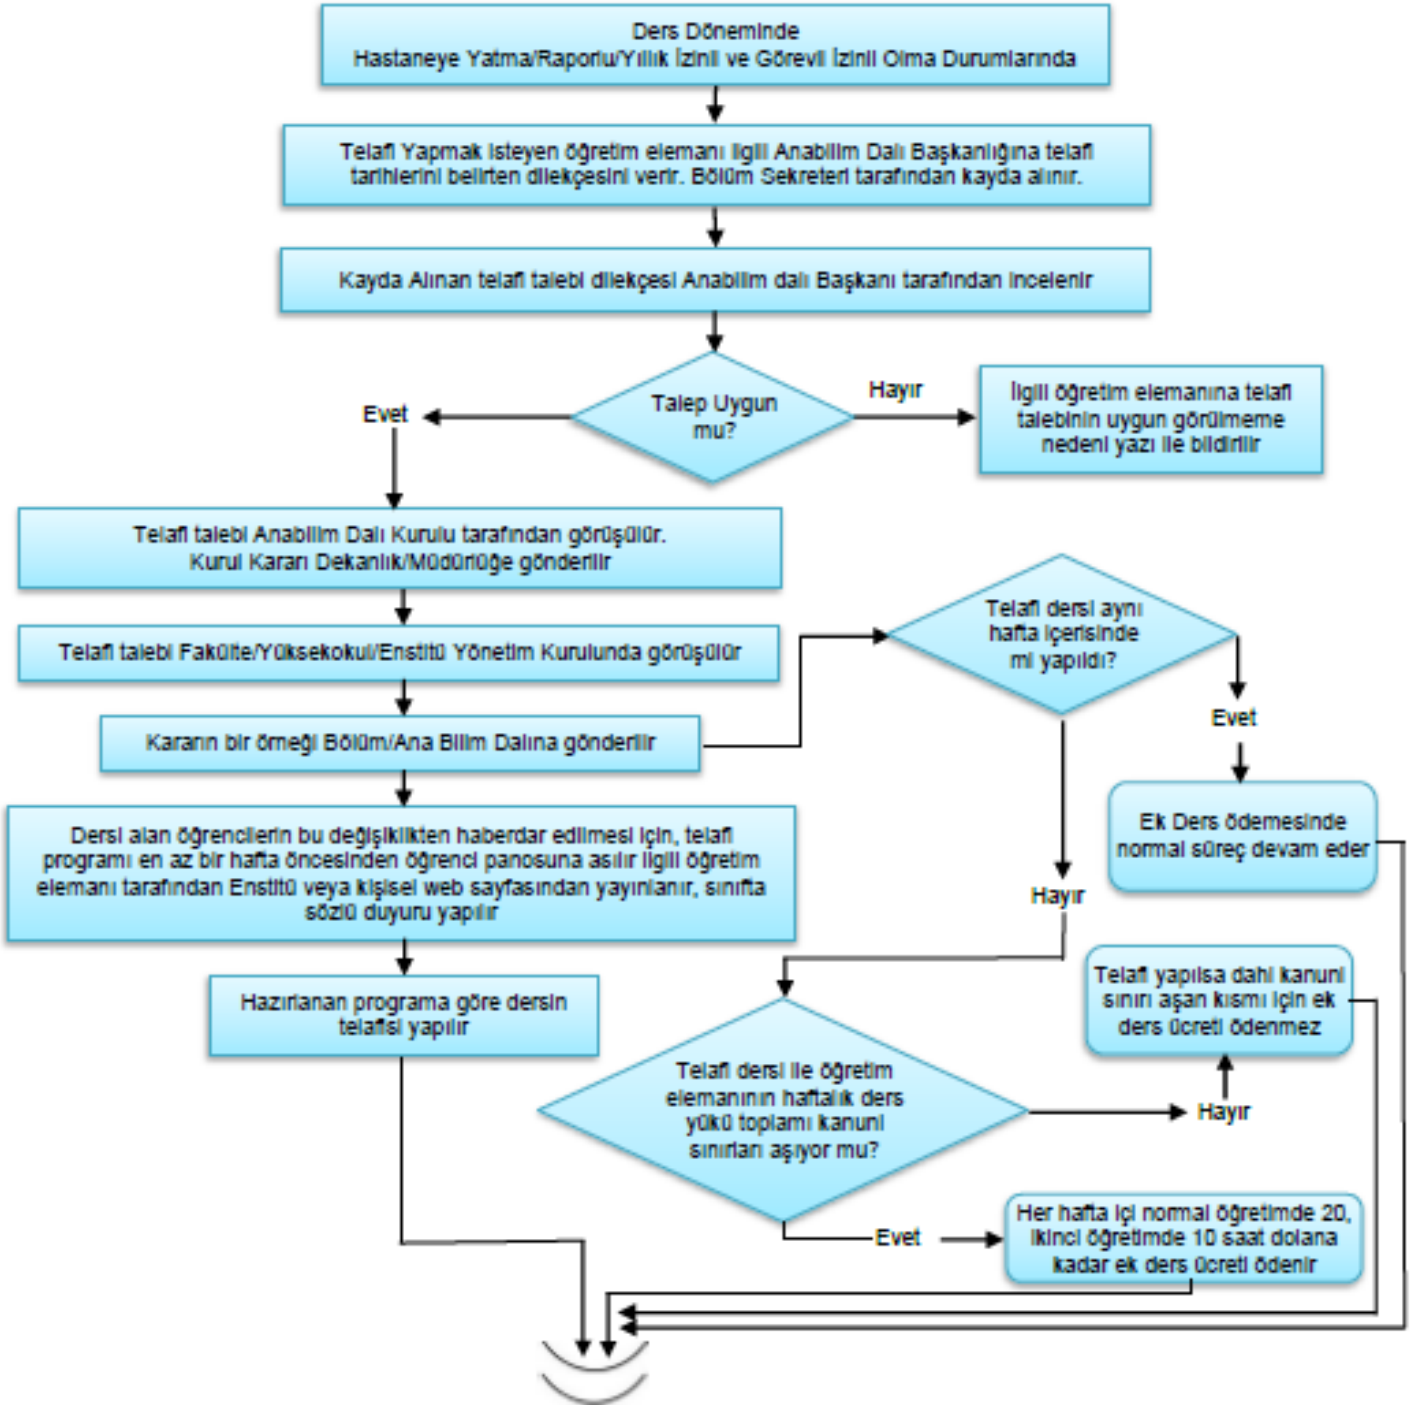 Ders Döneminde
Hastaneye Yatma/Raporlu/Yıllık İzinli ve Görevli İzinli Olma Durumlarında
Telafi Yapmak isteyen öğretim elemanı ilgili Anabilim Dalı Başkanlığına telafi
tarihlerini belirten dilekçesini verir. Bölüm Sekreteri tarafından kayda alınır.
Kayda Alınan telafi talebi dilekçesi Anabilim dalı Başkanı tarafından incelenir
Talep Uygun
mu?
Evet
Hayır
İlgili öğretim elemanına telafi
talebinin uygun görülmeme
nedeni yazı ile bildirilir
Telafi talebi Anabilim Dalı Kurulu tarafından görüşülür.
Kurul Kararı Dekanlık/Müdürlüğe gönderilir
Telafi talebi Fakülte/Yüksekokul/Enstitü Yönetim Kurulunda görüşülür
Kararın bir örneği Bölüm/Ana Bilim Dalına gönderilir
Dersi alan öğrencilerin bu değişiklikten haberdar edilmesi için, telafi
programı en az bir hafta öncesinden öğrenci panosuna asılır ilgili öğretim
elemanı tarafından Enstitü veya kişisel web sayfasından yayınlanır, sınıfta
sözlü duyuru yapılır
Hazırlanan programa göre dersin
telafisi yapılır
Telafi dersi aynı
hafta içerisinde
mi yapıldı?
Evet
Ek Ders ödemesinde
normal süreç devam eder
Hayır
Telafi dersi ile öğretim
elemanının haftalık ders
yükü toplamı kanuni
sınırları aşıyor mu?
Hayır
Telafi yapılsa dahi kanuni
sınırı aşan kısmı için ek
ders ücreti ödenmez
Evet
Her hafta içi normal öğretimde 20,
ikinci öğretimde 10 saat dolana
kadar ek ders ücreti ödenir